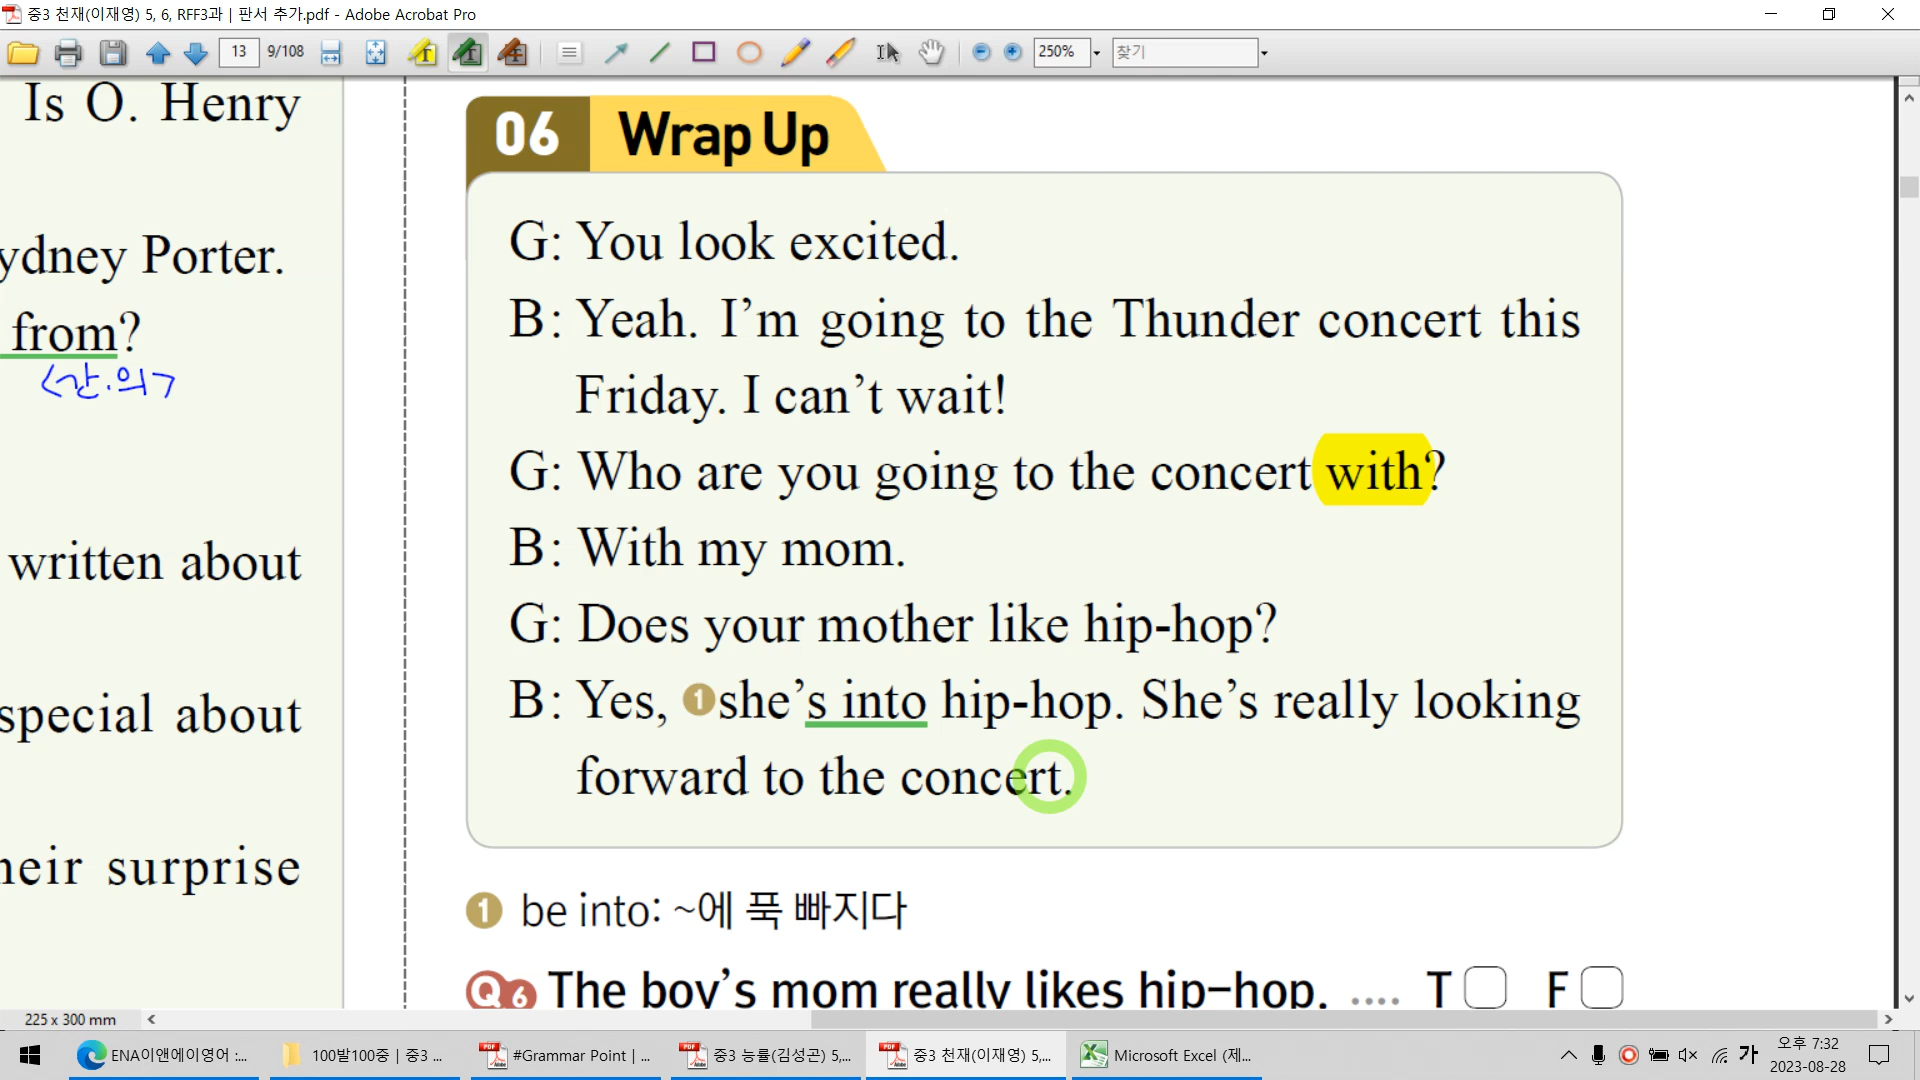 중3 천재(이재영) 5, 6, RFF3과 | 판서 추가.pdf - Adobe Acrobat Pro
13 9/108 250% 찾기
Is O. Henry
ydney Porter.
from?
<간.의>
written about
special about
heir surprise
06 Wrap Up
G: You look excited.
B: Yeah. I'm going to the Thunder concert this
Friday. I can't wait!
G: Who are you going to the concert with?
B: With my mom.
G: Does your mother like hip-hop?
B: Yes, 1she's into hip-hop. She's really looking
forward to the concert.
1 be into: ~에 푹 빠지다
Q6 The boy's mom really likes hip-hop. .... T F
225 x 300 mm
ENA이앤에이영어 :...
100발100중 | 중3 ...
#Grammar Point | ...
중3 능률(김성곤) 5,...
중3 천재(이재영) 5,...
Microsoft Excel (제...
가
오후 7:32
2023-08-28